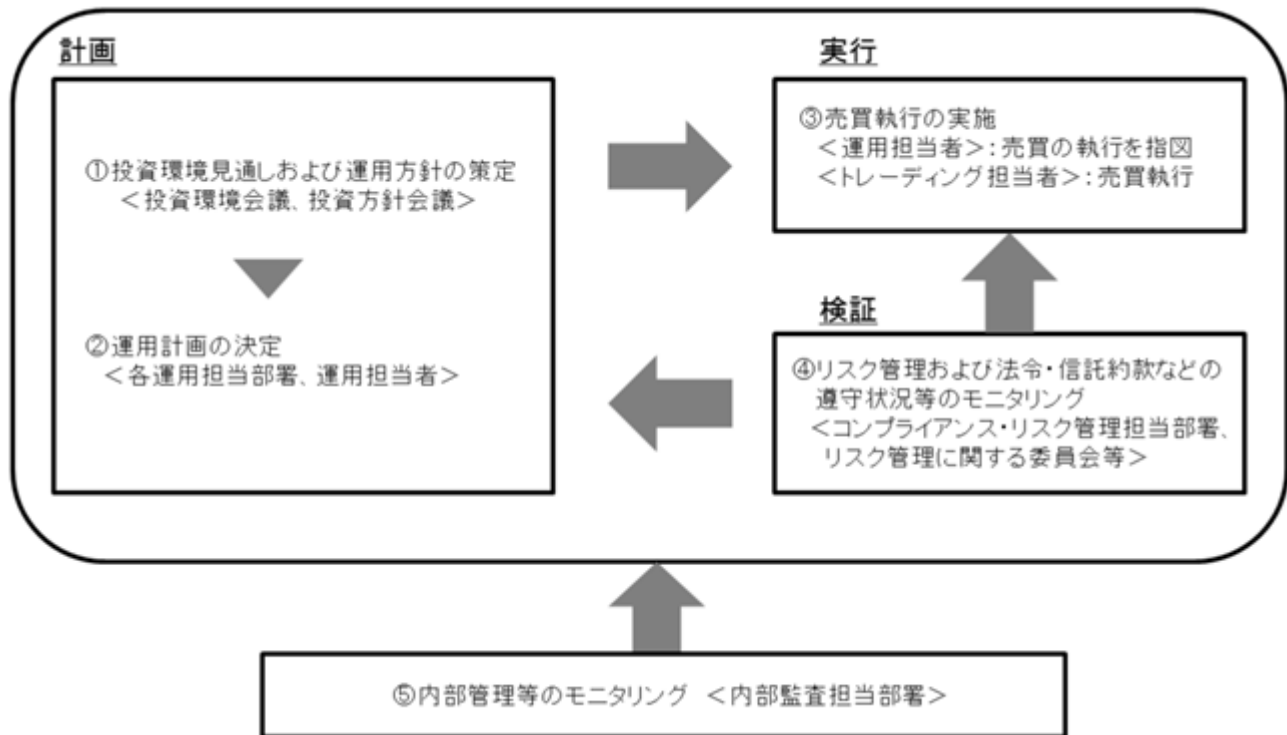 計画
①投資環境見通しおよび運用方針の策定
＜投資環境会議、投資方針会議＞
②運用計画の決定
＜各運用担当部署、運用担当者＞
実行
③売買執行の実施
＜運用担当者＞：売買の執行を指図
＜トレーディング担当者＞：売買執行
検証
④リスク管理および法令・信託約款などの
遵守状況等のモニタリング
＜コンプライアンス・リスク管理担当部署、
リスク管理に関する委員会等＞
⑤内部管理等のモニタリング ＜内部監査担当部署＞